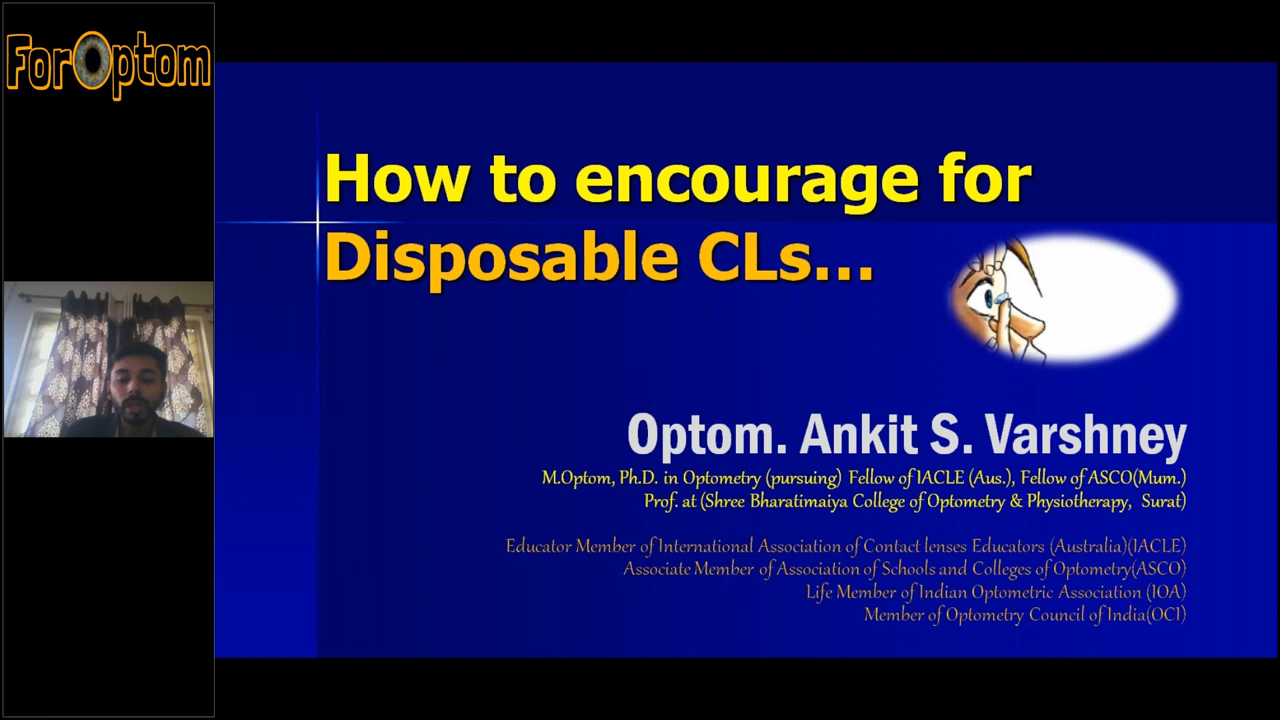 ForOptom
How to encourage for
Disposable CLs...
Optom. Ankit S. Varshney
M.Optom, Ph.D. in Optometry (pursuing) Fellow of IACLE (Aus.), Fellow of ASCO(Mum.)
Prof. at (Shree Bharatimaiya College of Optometry & Physiotherapy, Surat)
Educator Member of International Association of Contact lenses Educators (Australia)(IACLE)
Associate Member of Association of Schools and Colleges of Optometry(ASCO)
Life Member of Indian Optometric Association (IOA)
Member of Optometry Council of India(OCI)